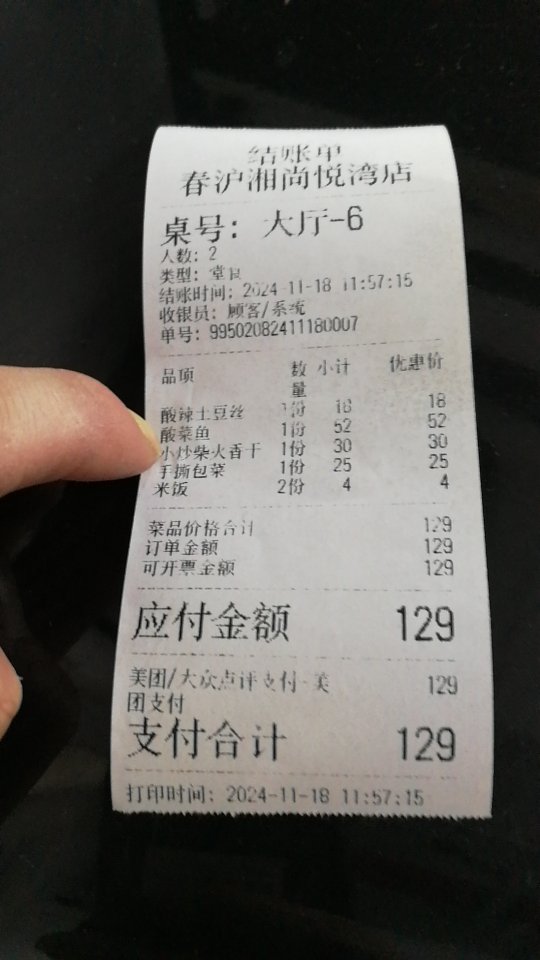 结账单
春沪湘尚悦湾店
桌号: 大厅-6
人数: 2
类型: 堂食
结账时间: 2024-11-18 11:57:15
收银员: 顾客/系统
单号: 99502082411180007
品项 数量 小计 优惠价
酸辣土豆丝 1份 18 18
酸菜鱼 1份 52 52
小炒柴火香干 1份 30 30
手撕包菜 1份 25 25
米饭 2份 4 4
菜品价格合计 129
订单金额 129
可开票金额 129
应付金额 129
美团/大众点评支付-美 129
团支付
支付合计 129
打印时间: 2024-11-18 11:57:15